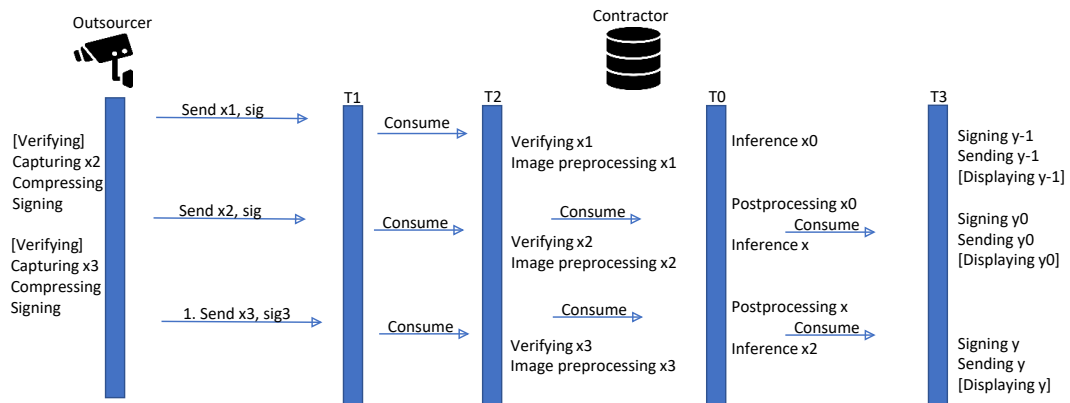 Outsourcer
Contractor
T1
T2
T0
T3
Send x1, sig
Consume
[Verifying]
Capturing x2
Compressing
Signing
Verifying x1
Image preprocessing x1
Inference x0
Signing y-1
Sending y-1
[Displaying y-1]
Send x2, sig
Consume
Consume
Postprocessing x0
Consume
[Verifying]
Capturing x3
Compressing
Signing
Verifying x2
Image preprocessing x2
Inference x
Signing y0
Sending y0
[Displaying y0]
1. Send x3, sig3
Consume
Consume
Postprocessing x
Consume
Verifying x3
Image preprocessing x3
Inference x2
Signing y
Sending y
[Displaying y]